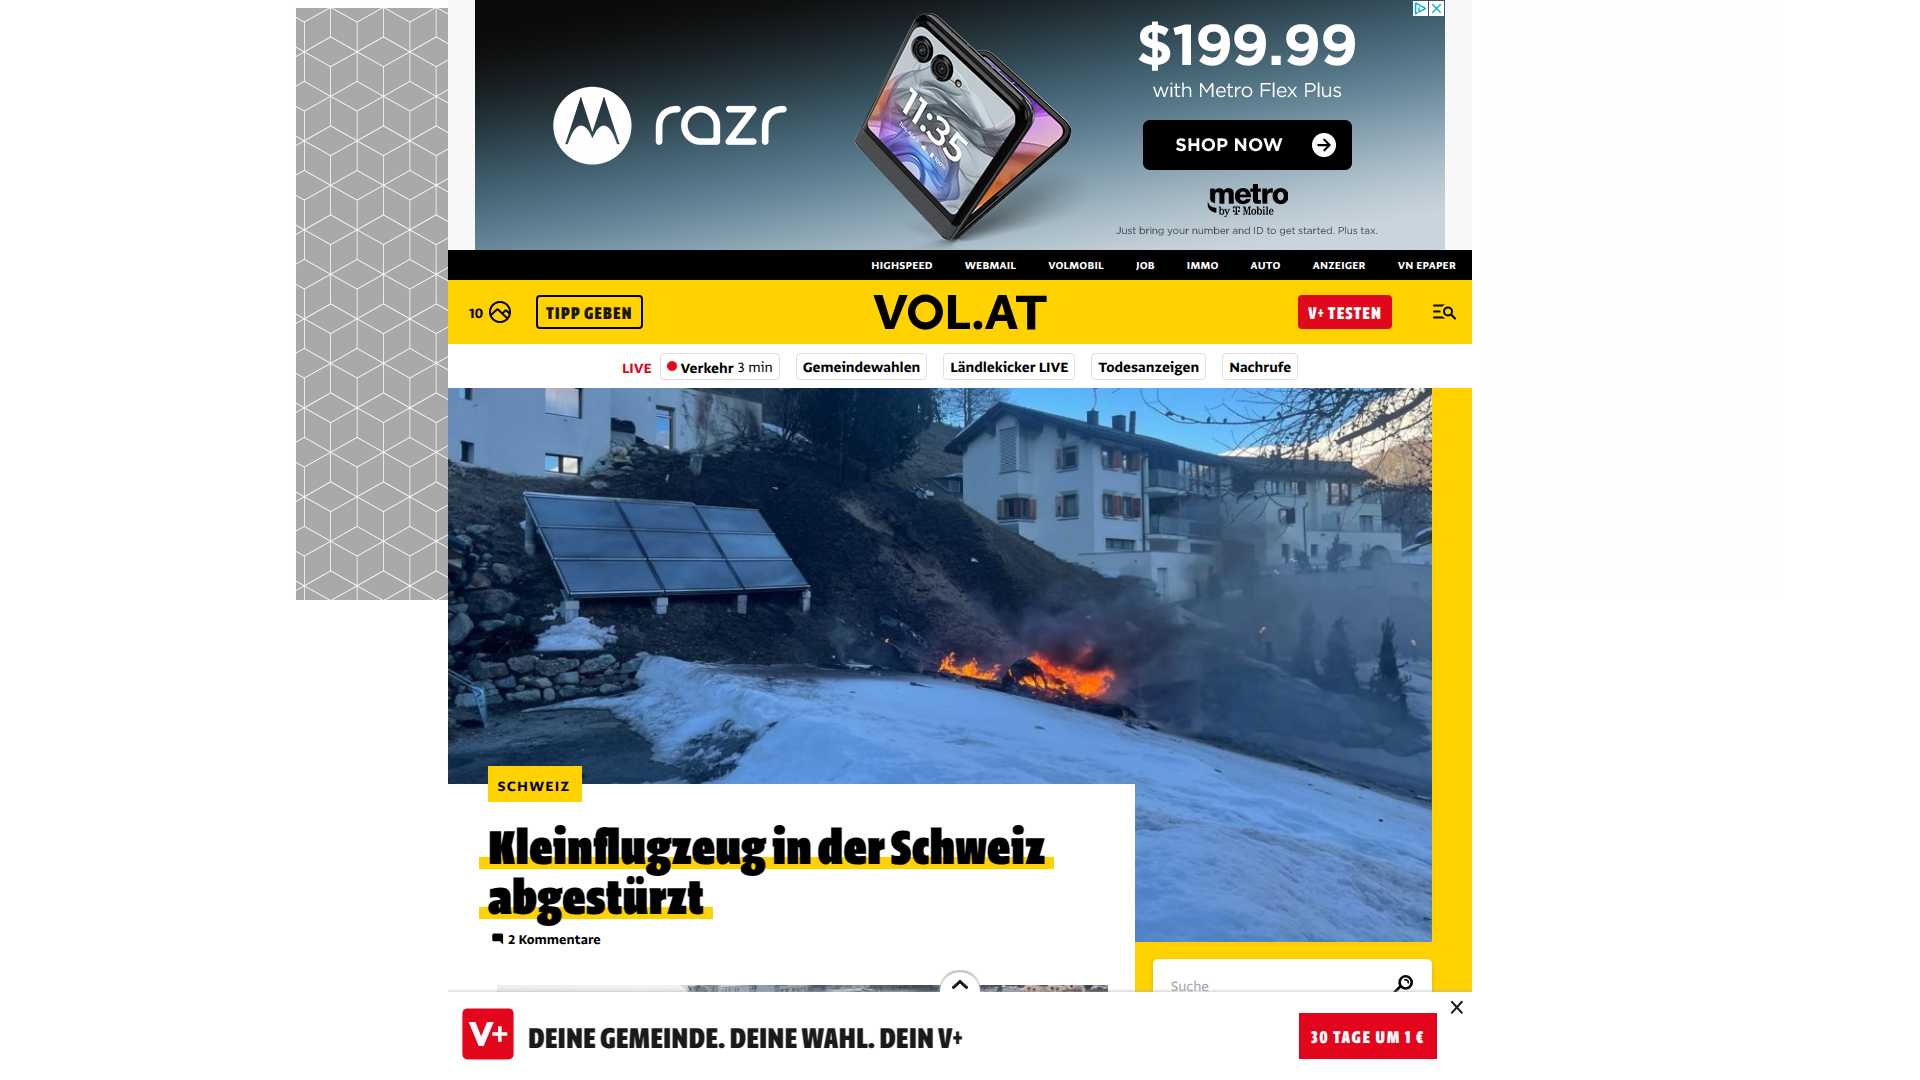 $199.99
with Metro Flex Plus
razr
11:35
SHOP NOW
metro
by T Mobile
Just bring your number and ID to get started. Plus tax.
HIGHSPEED WEBMAIL VOLMOBIL JOB IMMO AUTO ANZEIGER VN EPAPER
10 TIPP GEBEN VOL.AT V+ TESTEN
LIVE Verkehr 3 min Gemeindewahlen Ländlekicker LIVE Todesanzeigen Nachrufe
SCHWEIZ
Kleinflugzeug in der Schweiz
abgestürzt
2 Kommentare
Suche
V+ DEINE GEMEINDE. DEINE WAHL. DEIN V+ 30 TAGE UM 1 €